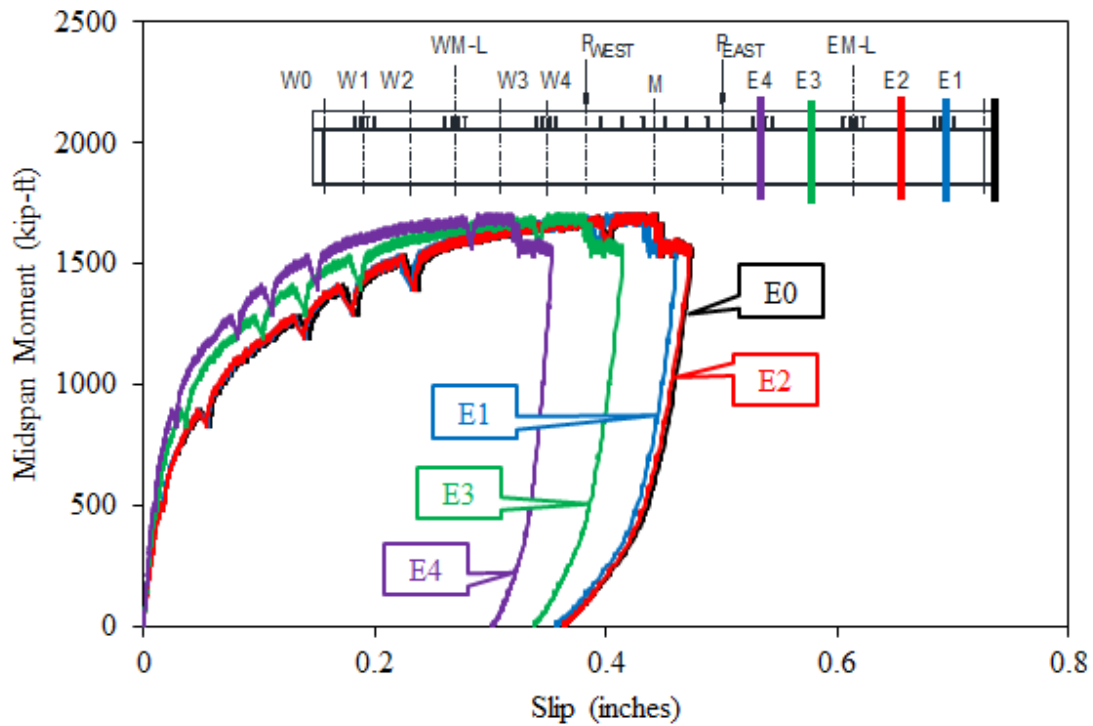 2500
WM-L
RWEST
REAST
EM-L
W0
W1
W2
W3
W4
M
E4
E3
E2
E1
2000
1500
1000
500
0
E0
E2
E1
E3
E4
0
0.2
0.4
0.6
0.8
Midspan Moment (kip-ft)
Slip (inches)